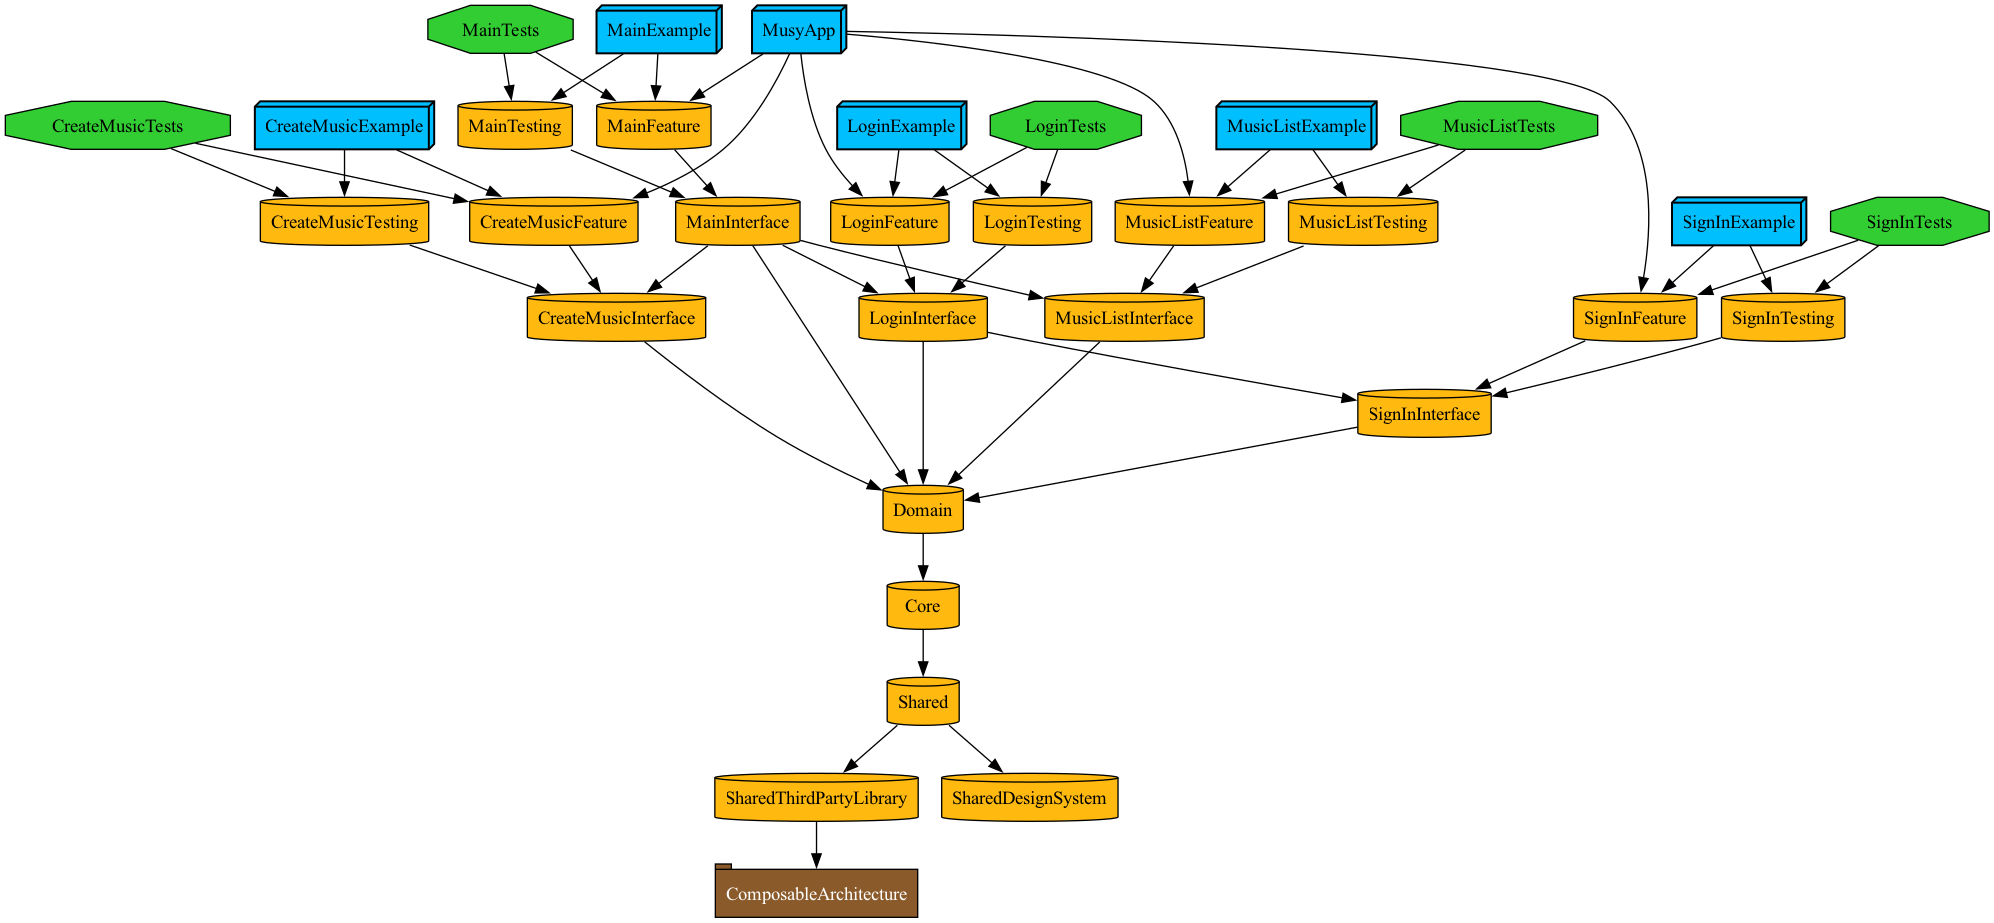 MainTests
MainExample
MusyApp
CreateMusicTests
CreateMusicExample
MainTesting
MainFeature
LoginExample
LoginTests
MusicListExample
MusicListTests
CreateMusicTesting
CreateMusicFeature
MainInterface
LoginFeature
LoginTesting
MusicListFeature
MusicListTesting
SignInExample
SignInTests
CreateMusicInterface
LoginInterface
MusicListInterface
SignInFeature
SignInTesting
SignInInterface
Domain
Core
Shared
SharedThirdPartyLibrary
SharedDesignSystem
ComposableArchitecture